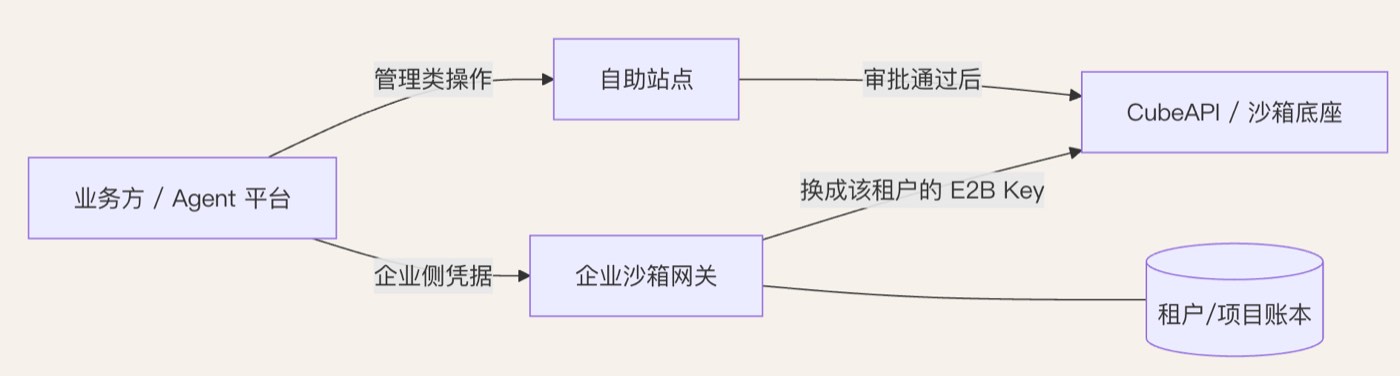 管理类操作
自助站点
审批通过后
CubeAPI / 沙箱底座
业务方 / Agent 平台
换成该租户的 E2B Key
企业侧凭据
企业沙箱网关
租户/项目账本